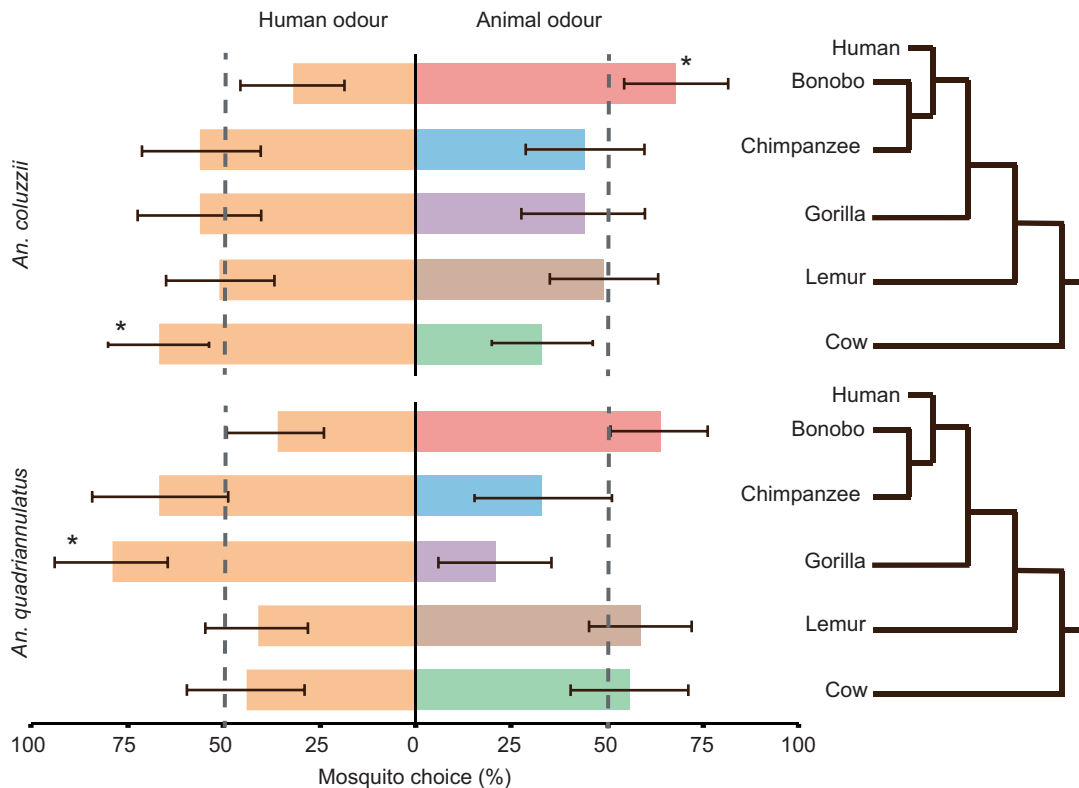 Human odour
Animal odour
An. coluzzii
*
*
Human
Bonobo
Chimpanzee
Gorilla
Lemur
Cow
An. quadriannulatus
*
Human
Bonobo
Chimpanzee
Gorilla
Lemur
Cow
100 75 50 25 0 25 50 75 100
Mosquito choice (%)